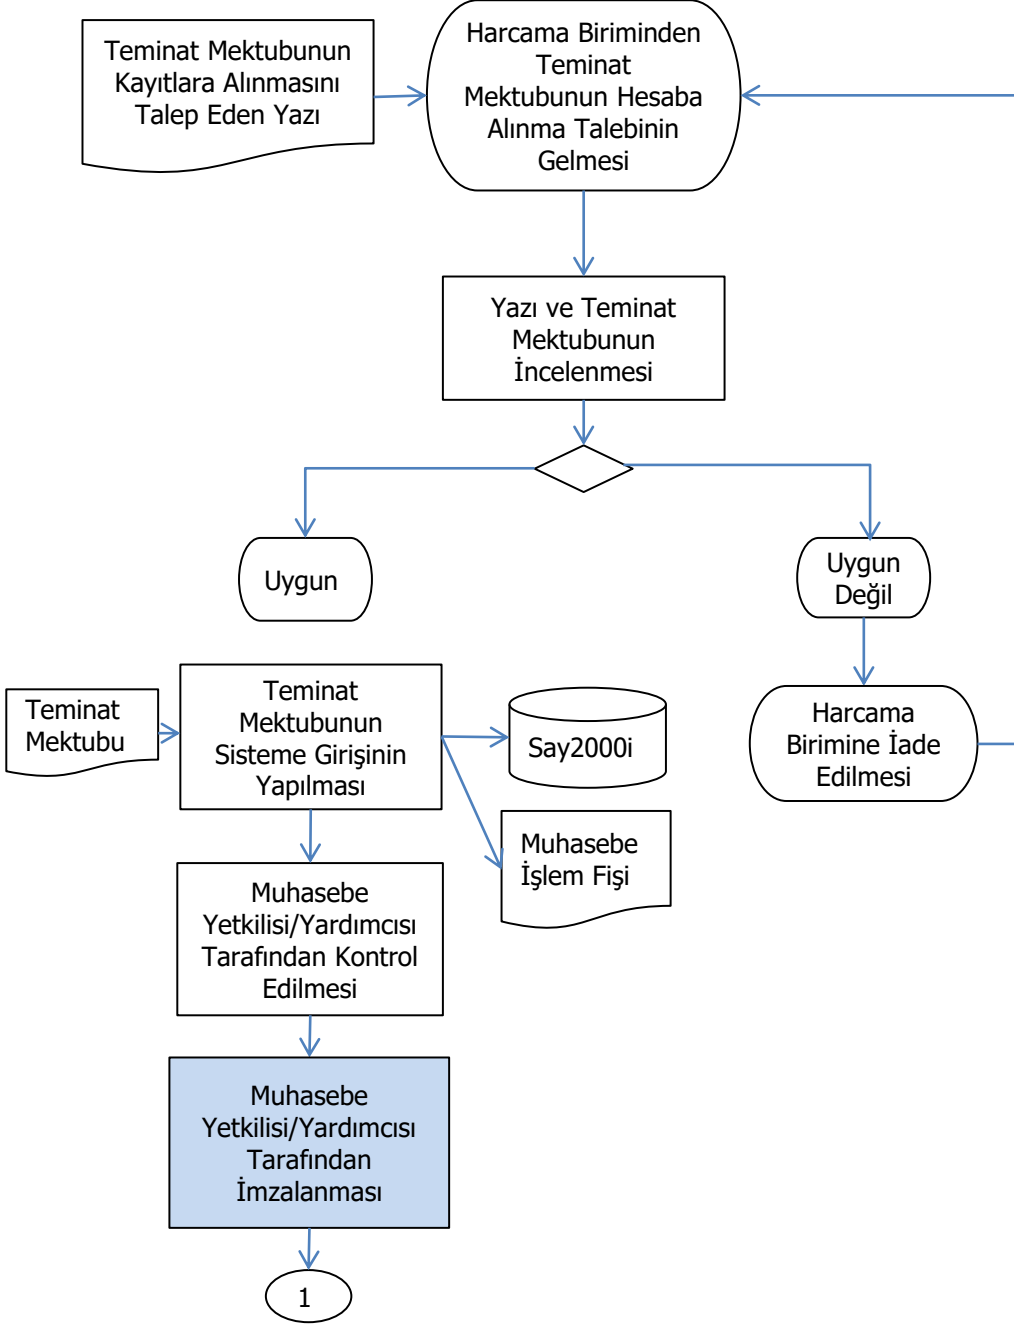 Teminat Mektubunun
Kayıtlara Alınmasını
Talep Eden Yazı
Harcama Biriminden
Teminat
Mektubunun Hesaba
Alınma Talebinin
Gelmesi
Yazı ve Teminat
Mektubunun
İncelenmesi
Uygun
Uygun
Değil
Teminat
Mektubu
Teminat
Mektubunun
Sisteme Girişinin
Yapılması
Say2000i
Harcama
Birimine İade
Edilmesi
Muhasebe
İşlem Fişi
Muhasebe
Yetkilisi/Yardımcısı
Tarafından Kontrol
Edilmesi
Muhasebe
Yetkilisi/Yardımcısı
Tarafından
İmzalanması
1